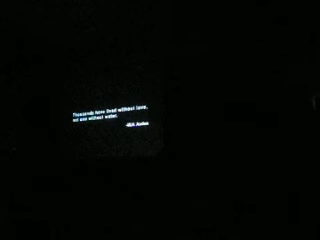 Thousands have lived without love,
not one without water.
-W.H. Auden